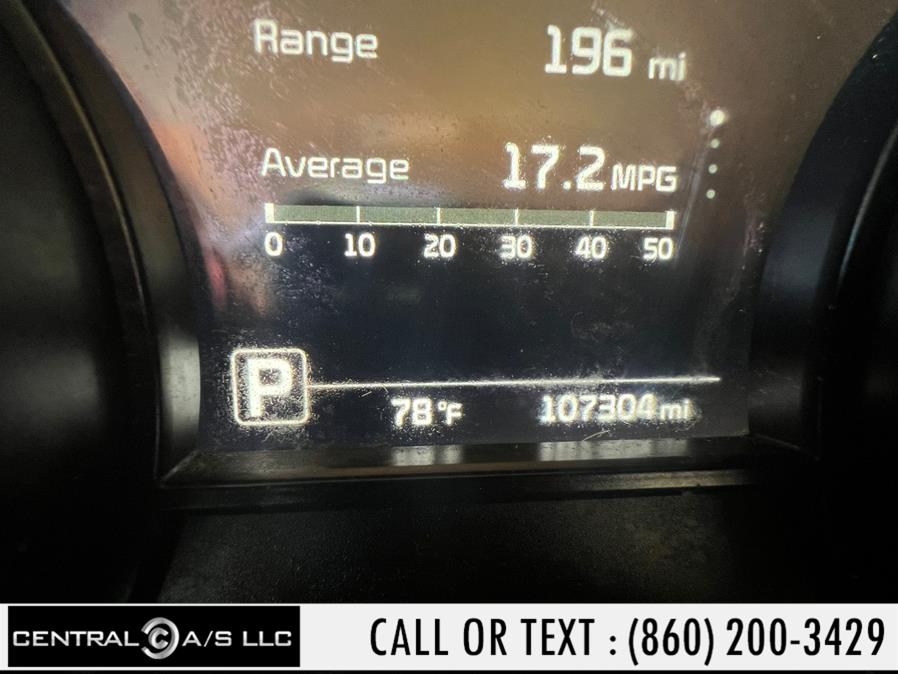 Range 196 mi
Average 17.2 MPG
0 10 20 30 40 50
P
78°F 107304 mi
CENTRAL C A/S LLC
CALL OR TEXT : (860) 200-3429